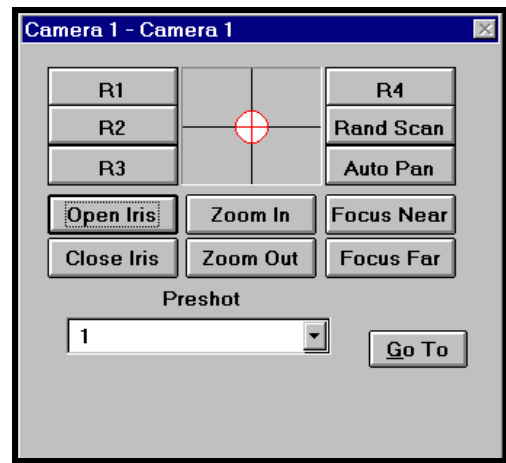 Camera 1 - Camera 1
R1
R4
R2
Rand Scan
R3
Auto Pan
Open Iris
Zoom In
Focus Near
Close Iris
Zoom Out
Focus Far
Preshot
1
Go To